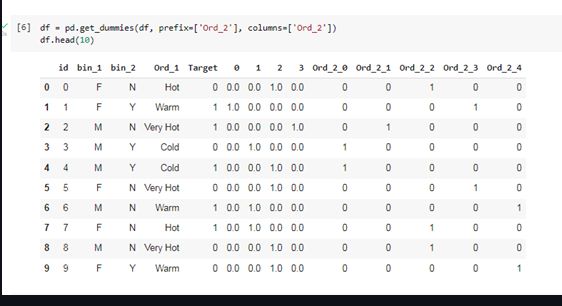 [6] df = pd.get_dummies(df, prefix=['Ord_2'], columns=['Ord_2'])
df.head(10)
id bin_1 bin_2 Ord_1 Target 0 1 2 3 Ord_2_0 Ord_2_1 Ord_2_2 Ord_2_3 Ord_2_4
0 0 F N Hot 0 0.0 0.0 1.0 0.0 0 0 1 0 0
1 1 F Y Warm 1 1.0 0.0 0.0 0.0 0 0 0 1 0
2 2 M N Very Hot 1 0.0 0.0 0.0 1.0 0 1 0 0 0
3 3 M Y Cold 0 0.0 1.0 0.0 0.0 1 0 0 0 0
4 4 M Y Cold 1 0.0 0.0 1.0 0.0 1 0 0 0 0
5 5 F N Very Hot 0 0.0 0.0 1.0 0.0 0 0 0 1 0
6 6 M N Warm 1 0.0 1.0 0.0 0.0 0 0 0 0 1
7 7 F N Hot 1 0.0 1.0 0.0 0.0 0 0 1 0 0
8 8 M N Very Hot 0 0.0 0.0 1.0 0.0 0 0 1 0 0
9 9 F Y Warm 0 0.0 0.0 1.0 0.0 0 0 0 0 1